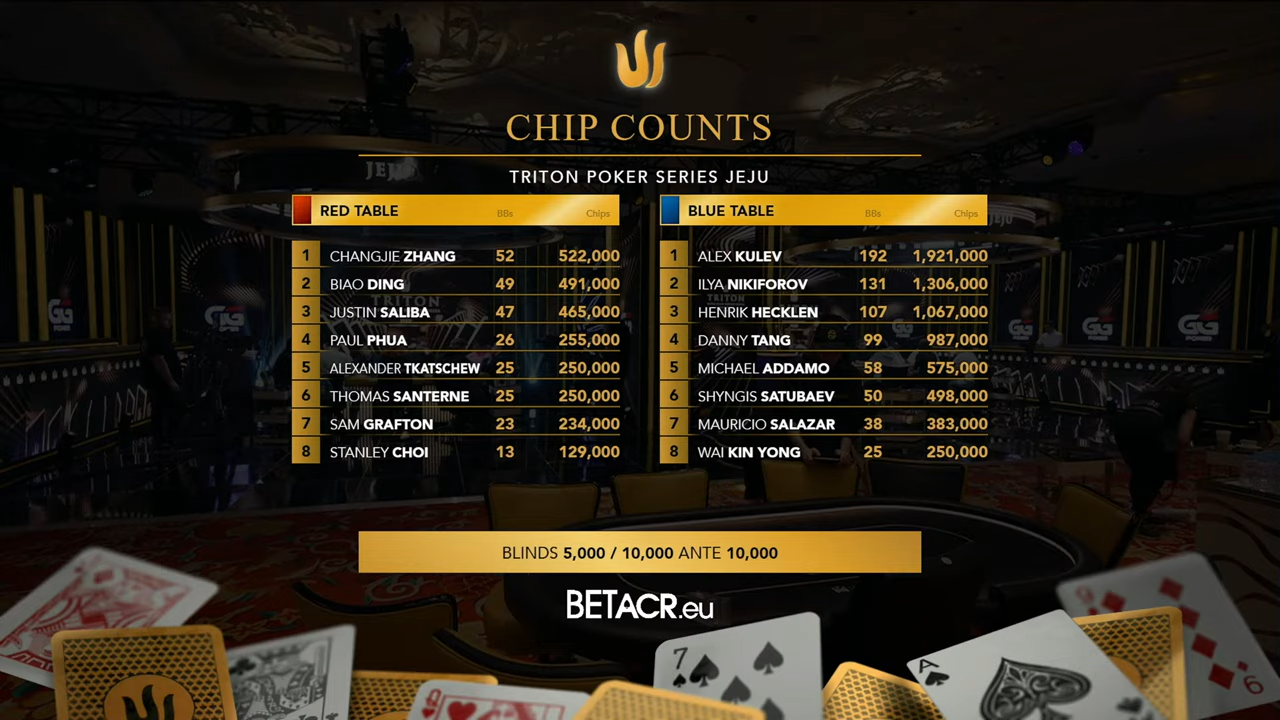 CHIP COUNTS
TRITON POKER SERIES JEJU
RED TABLE BBs Chips
1 CHANGJIE ZHANG 52 522,000
2 BIAO DING 49 491,000
3 JUSTIN SALIBA 47 465,000
4 PAUL PHUA 26 255,000
5 ALEXANDER TKATSCHEW 25 250,000
6 THOMAS SANTERNE 25 250,000
7 SAM GRAFTON 23 234,000
8 STANLEY CHOI 13 129,000
BLUE TABLE BBs Chips
1 ALEX KULEV 192 1,921,000
2 ILYA NIKIFOROV 131 1,306,000
3 HENRIK HECKLEN 107 1,067,000
4 DANNY TANG 99 987,000
5 MICHAEL ADDAMO 58 575,000
6 SHYNGIS SATUBAEV 50 498,000
7 MAURICIO SALAZAR 38 383,000
8 WAI KIN YONG 25 250,000
BLINDS 5,000 / 10,000 ANTE 10,000
BETACR.eu
7
A